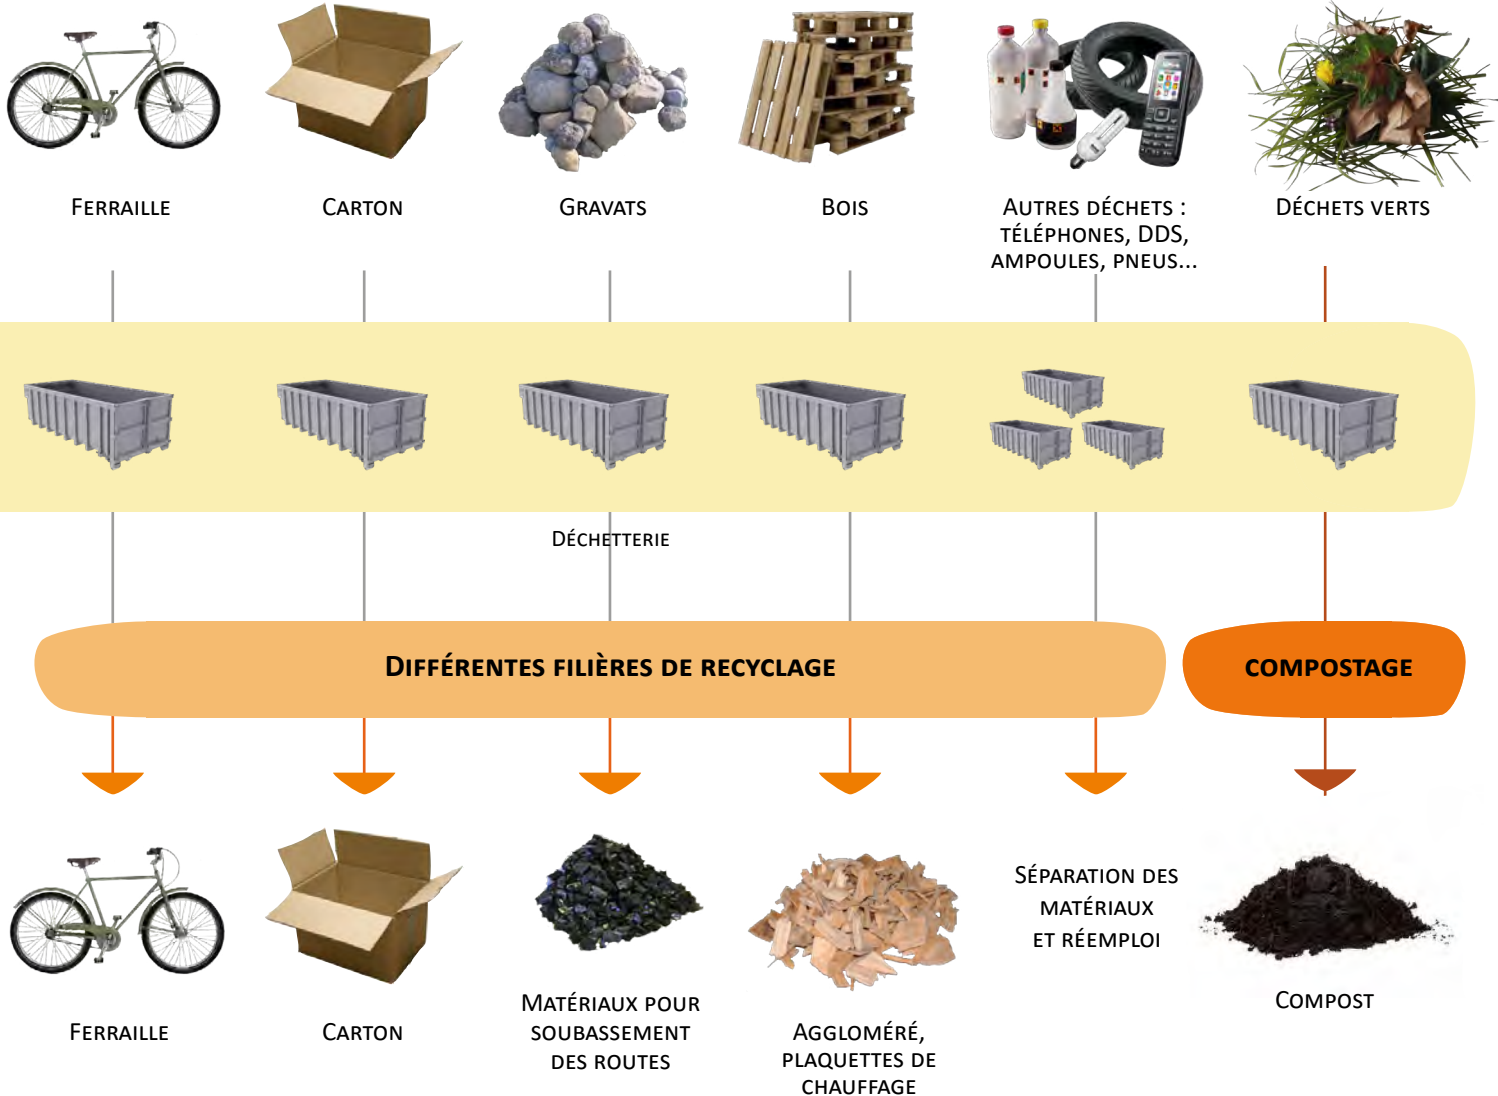 Ferraille
Carton
Gravats
Bois
Autres déchets :
téléphones, DDS,
ampoules, pneus...
Déchets verts
Déchetterie
Différentes filières de recyclage
compostage
Ferraille
Carton
Matériaux pour
soubassement
des routes
Aggloméré,
plaquettes de
chauffage
Séparation des
matériaux
et réemploi
Compost